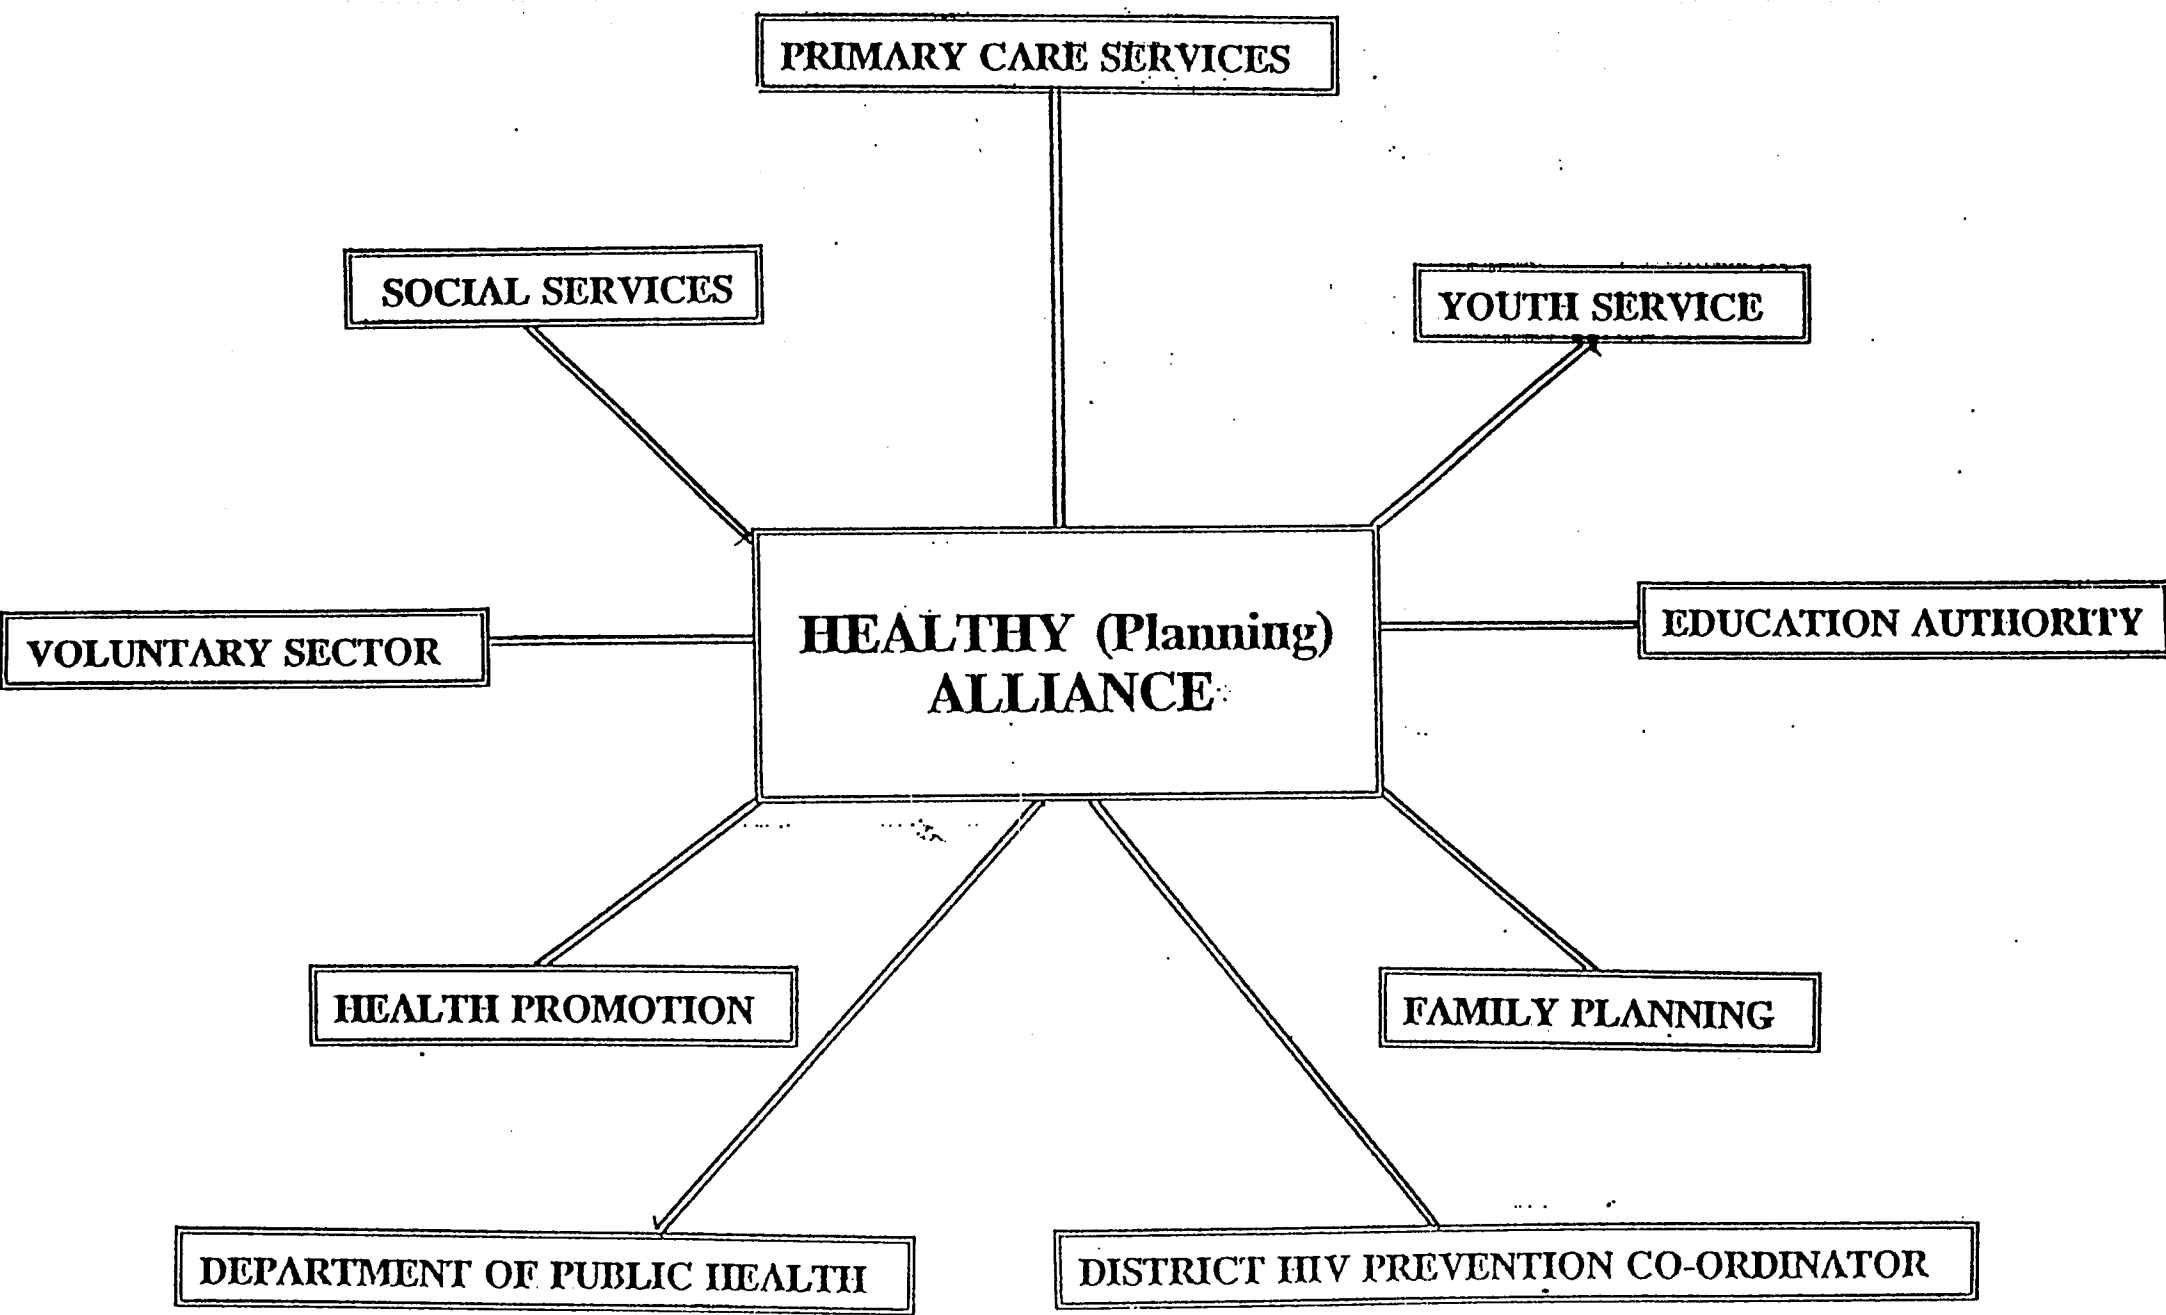 PRIMARY CARE SERVICES
SOCIAL SERVICES
YOUTH SERVICE
VOLUNTARY SECTOR
HEALTHY (Planning)
ALLIANCE
EDUCATION AUTHORITY
HEALTH PROMOTION
FAMILY PLANNING
DEPARTMENT OF PUBLIC HEALTH
DISTRICT HIV PREVENTION CO-ORDINATOR